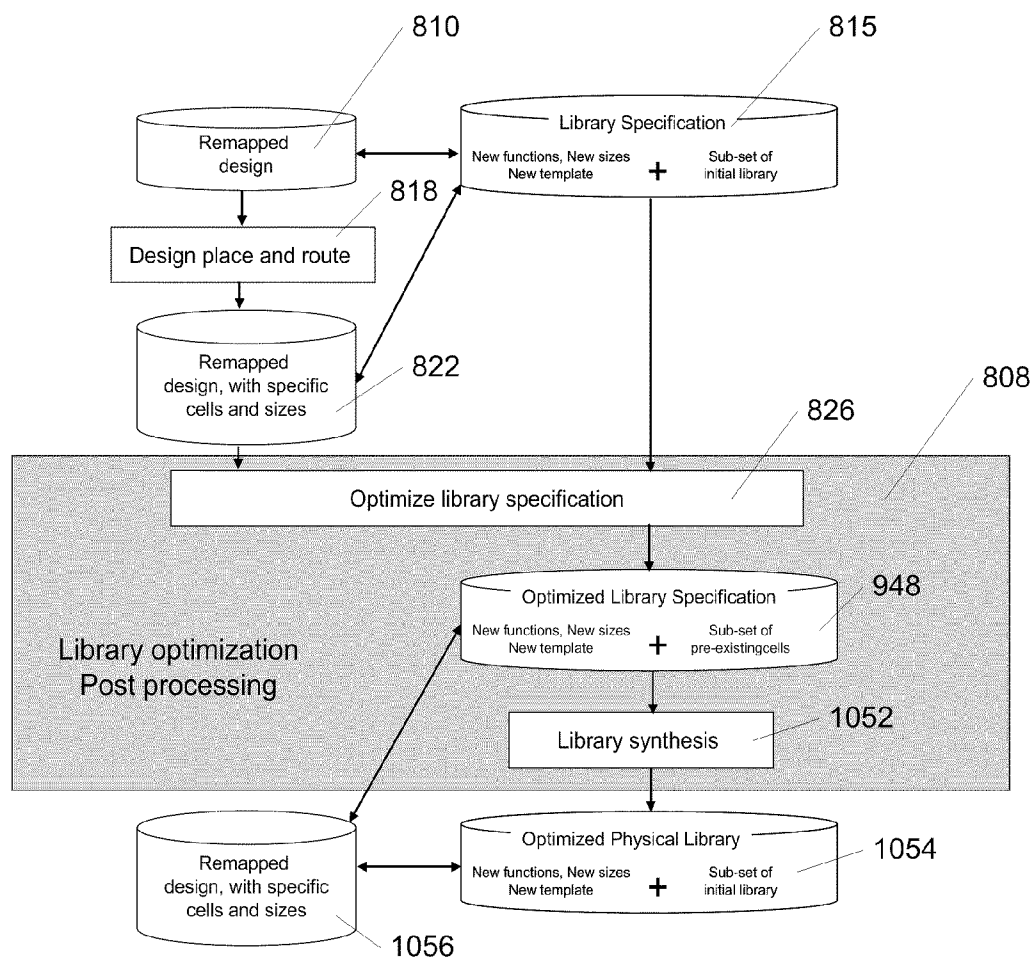 810
815
Remapped
design
Library Specification
New functions, New sizes
New template
+
Sub-set of
initial library
818
Design place and route
Remapped
design, with specific
cells and sizes
822
808
826
Optimize library specification
948
Optimized Library Specification
New functions, New sizes
New template
+
Sub-set of
pre-existingcells
Library optimization
Post processing
1052
Library synthesis
Optimized Physical Library
New functions, New sizes
New template
+
Sub-set of
initial library
1054
Remapped
design, with specific
cells and sizes
1056